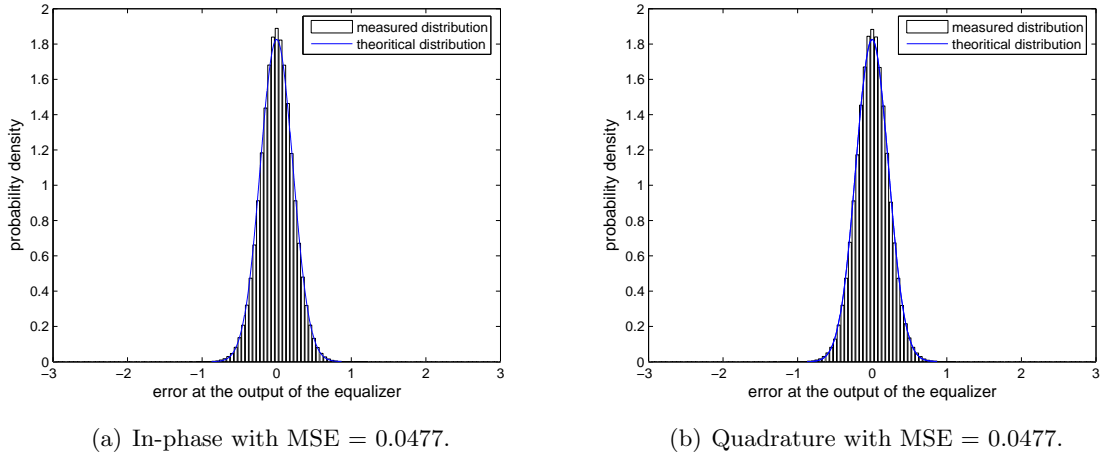 2
1.8
1.6
1.4
1.2
1
0.8
0.6
0.4
0.2
0
−3 −2 −1 0 1 2 3
probability density
error at the output of the equalizer
measured distribution
theoritical distribution
(a) In-phase with MSE = 0.0477.
2
1.8
1.6
1.4
1.2
1
0.8
0.6
0.4
0.2
0
−3 −2 −1 0 1 2 3
probability density
error at the output of the equalizer
measured distribution
theoritical distribution
(b) Quadrature with MSE = 0.0477.